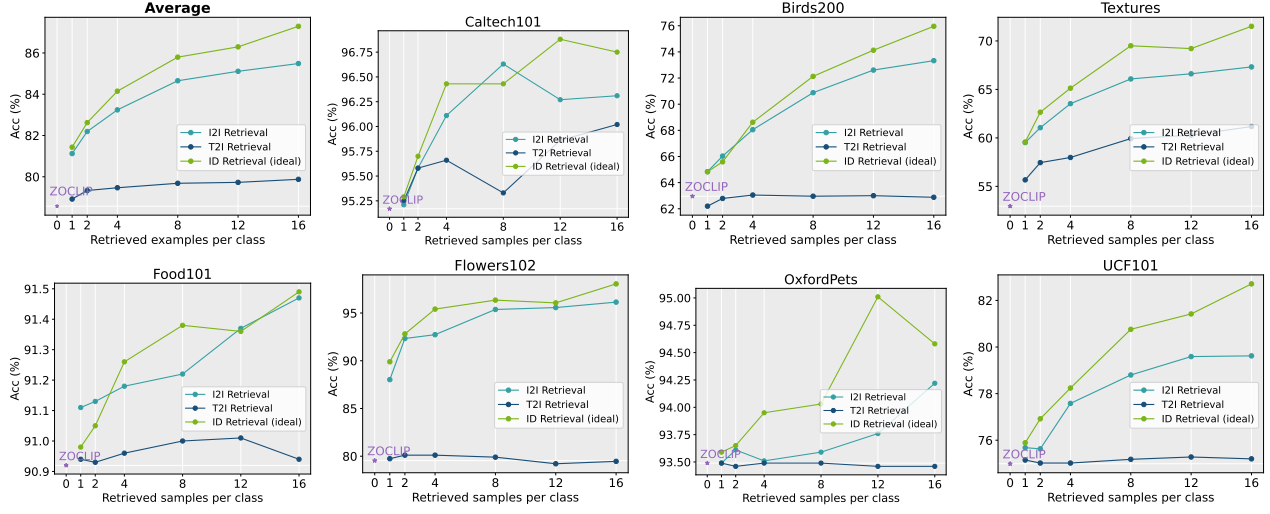 Average
Acc (%)
86
84
82
80
ZOCLIP
I2I Retrieval
T2I Retrieval
ID Retrieval (ideal)
0 1 2 4 8 12 16
Retrieved examples per class
Caltech101
Acc (%)
96.75
96.50
96.25
96.00
95.75
95.50
95.25
ZOCLIP
I2I Retrieval
T2I Retrieval
ID Retrieval (ideal)
0 1 2 4 8 12 16
Retrieved samples per class
Birds200
Acc (%)
76
74
72
70
68
66
64
62
ZOCLIP
I2I Retrieval
T2I Retrieval
ID Retrieval (ideal)
0 1 2 4 8 12 16
Retrieved samples per class
Textures
Acc (%)
70
65
60
55
ZOCLIP
I2I Retrieval
T2I Retrieval
ID Retrieval (ideal)
0 1 2 4 8 12 16
Retrieved samples per class
Food101
Acc (%)
91.5
91.4
91.3
91.2
91.1
91.0
90.9
ZOCLIP
I2I Retrieval
T2I Retrieval
ID Retrieval (ideal)
0 1 2 4 8 12 16
Retrieved samples per class
Flowers102
Acc (%)
95
90
85
80
ZOCLIP
I2I Retrieval
T2I Retrieval
ID Retrieval (ideal)
0 1 2 4 8 12 16
Retrieved samples per class
OxfordPets
Acc (%)
95.00
94.75
94.50
94.25
94.00
93.75
93.50
ZOCLIP
I2I Retrieval
T2I Retrieval
ID Retrieval (ideal)
0 1 2 4 8 12 16
Retrieved samples per class
UCF101
Acc (%)
82
80
78
76
ZOCLIP
I2I Retrieval
T2I Retrieval
ID Retrieval (ideal)
0 1 2 4 8 12 16
Retrieved samples per class